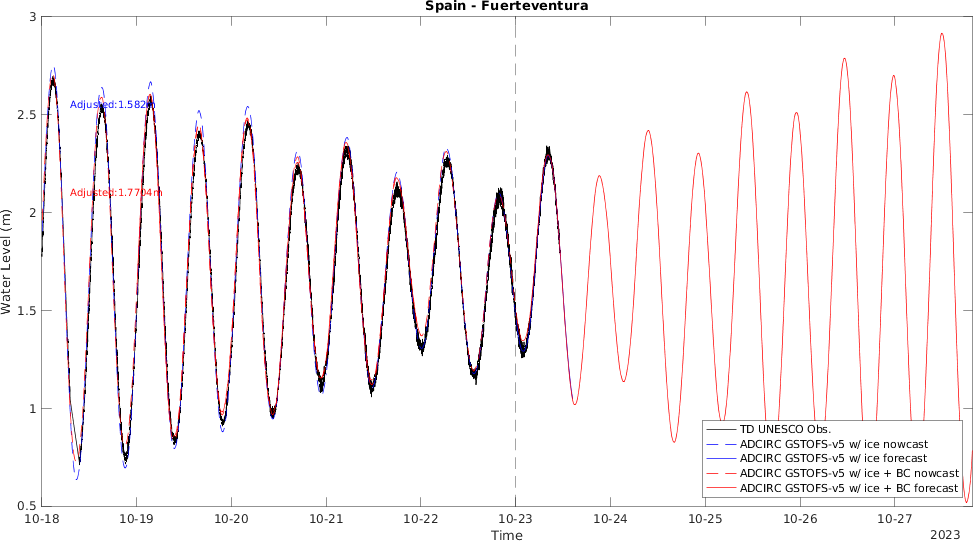 Spain - Fuerteventura
3
2.5
2
1.5
1
0.5
Water Level (m)
Adjusted:1.582m
Adjusted:1.7704m
TD UNESCO Obs.
ADCIRC GSTOFS-v5 w/ ice nowcast
ADCIRC GSTOFS-v5 w/ ice forecast
ADCIRC GSTOFS-v5 w/ ice + BC nowcast
ADCIRC GSTOFS-v5 w/ ice + BC forecast
10-18 10-19 10-20 10-21 10-22 10-23 10-24 10-25 10-26 10-27
Time
2023